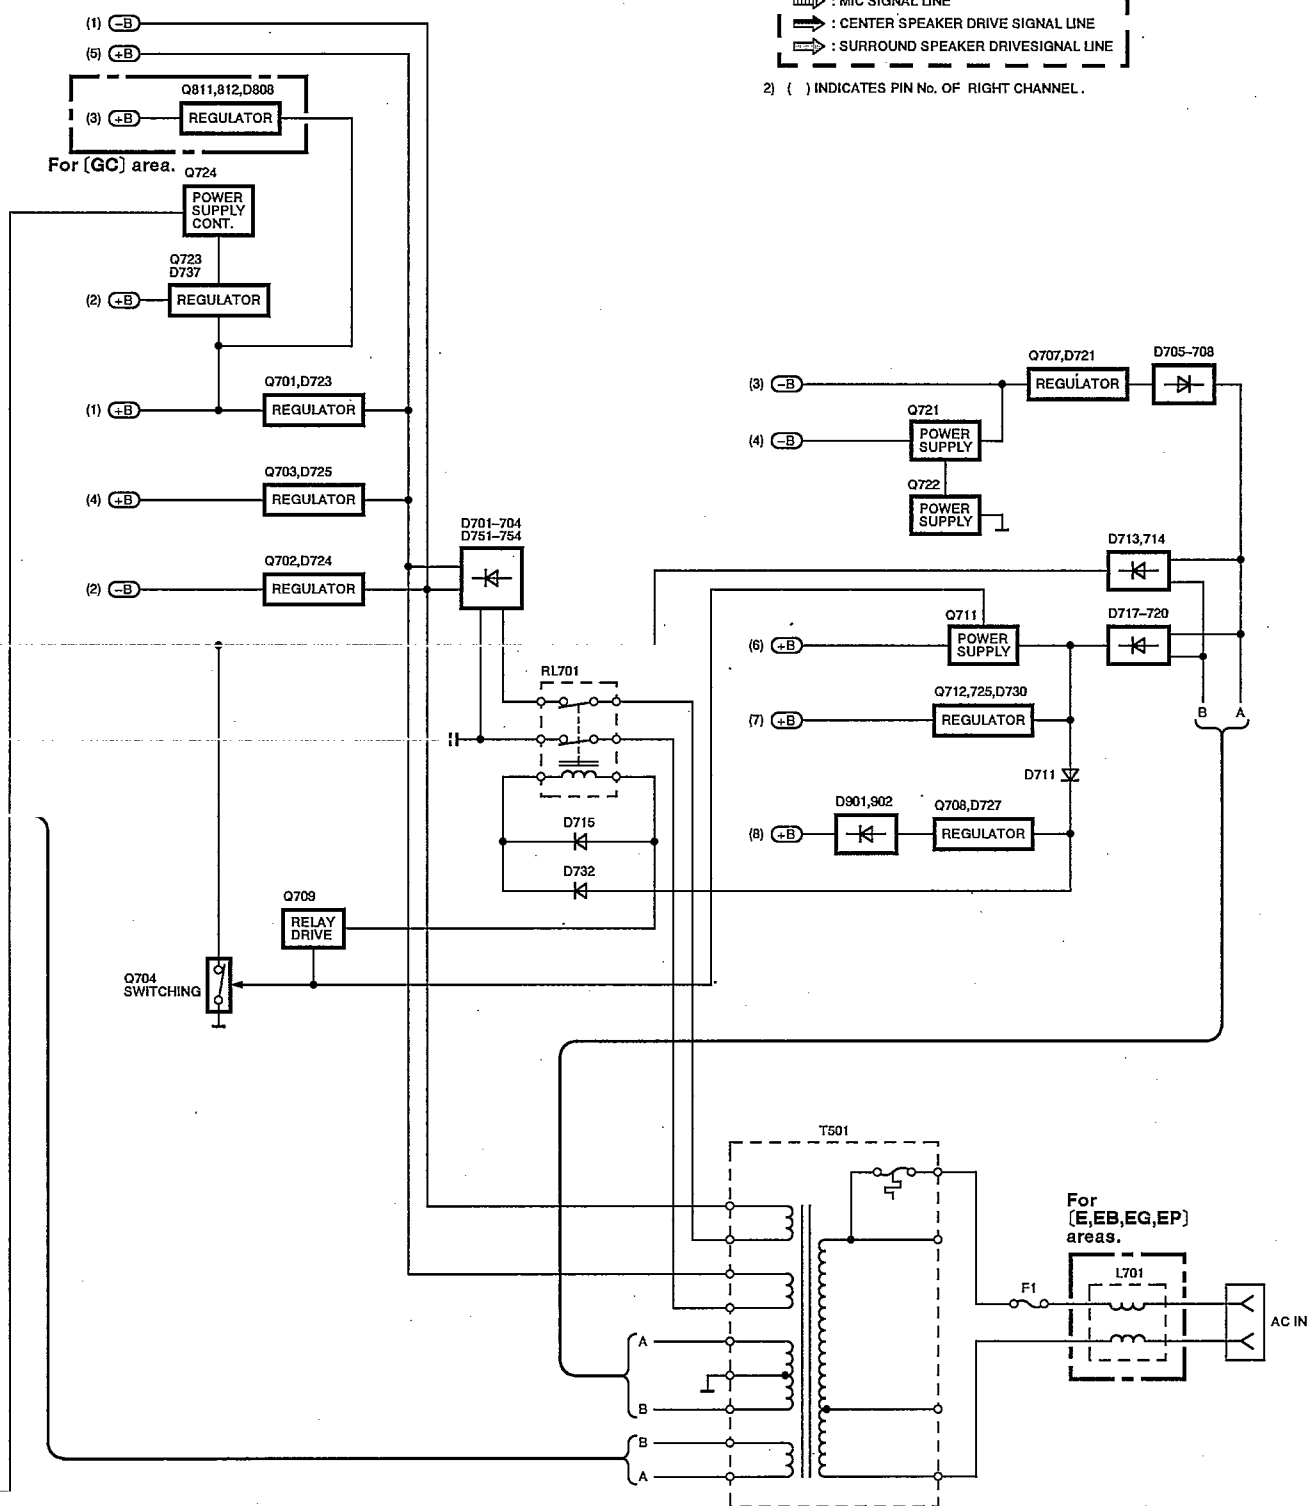 : MIC SIGNAL LINE
: CENTER SPEAKER DRIVE SIGNAL LINE
: SURROUND SPEAKER DRIVESIGNAL LINE
2) ( ) INDICATES PIN No. OF RIGHT CHANNEL.
(1) -B
(5) +B
Q811,812,D808
(3) +B REGULATOR
For [GC] area.
Q724
POWER
SUPPLY
CONT.
Q723
D737
(2) +B REGULATOR
Q701,D723
(1) +B REGULATOR
Q703,D725
(4) +B REGULATOR
Q702,D724
(2) -B REGULATOR
D701-704
D751-754
RL701
D715
D732
Q709
RELAY
DRIVE
Q704
SWITCHING
Q707,D721
D705-708
(3) -B REGULATOR
Q721
(4) -B POWER
SUPPLY
Q722
POWER
SUPPLY
D713,714
Q711
D717-720
(6) +B POWER
SUPPLY
Q712,725,D730
(7) +B REGULATOR
B A
D711
D901,902
Q708,D727
(8) +B REGULATOR
T501
For
[E,EB,EG,EP]
areas.
L701
F1
AC IN
A
B
B
A